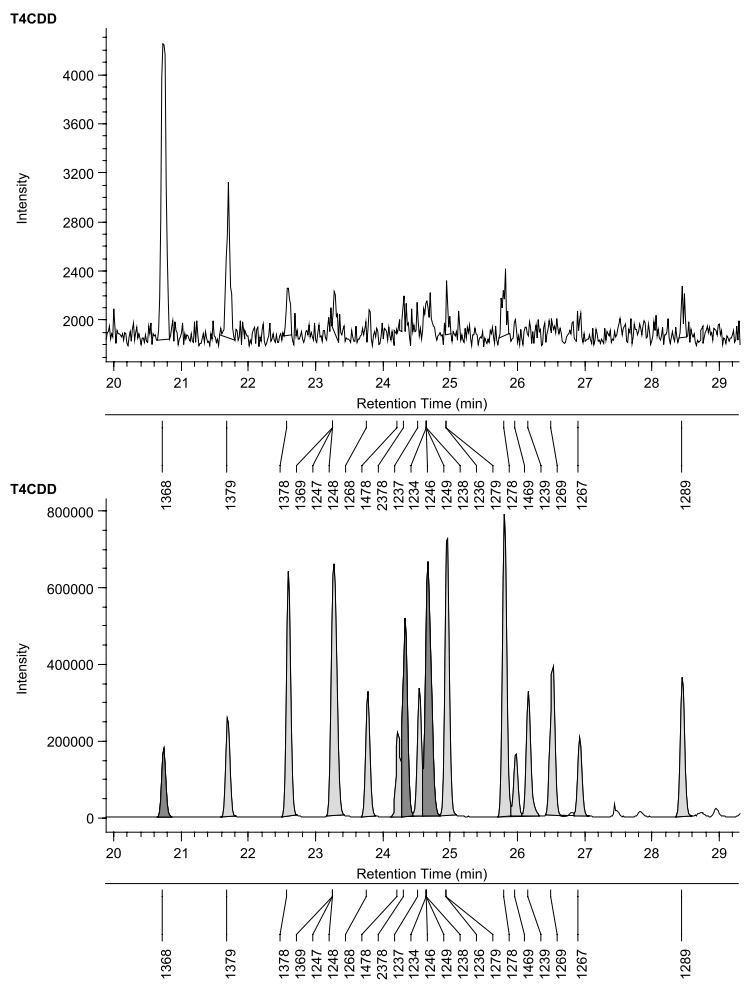 T4CDD
4000
3600
3200
2800
2400
2000
Intensity
20 21 22 23 24 25 26 27 28 29
Retention Time (min)
1368 1379 1378 1369 1247 1248 1268 1478 2378 1237 1234 1246 1249 1238 1236 1279 1278 1469 1239 1269 1267 1289
T4CDD
800000
600000
400000
200000
0
Intensity
20 21 22 23 24 25 26 27 28 29
Retention Time (min)
1368 1379 1378 1369 1247 1248 1268 1478 2378 1237 1234 1246 1249 1238 1236 1279 1278 1469 1239 1269 1267 1289